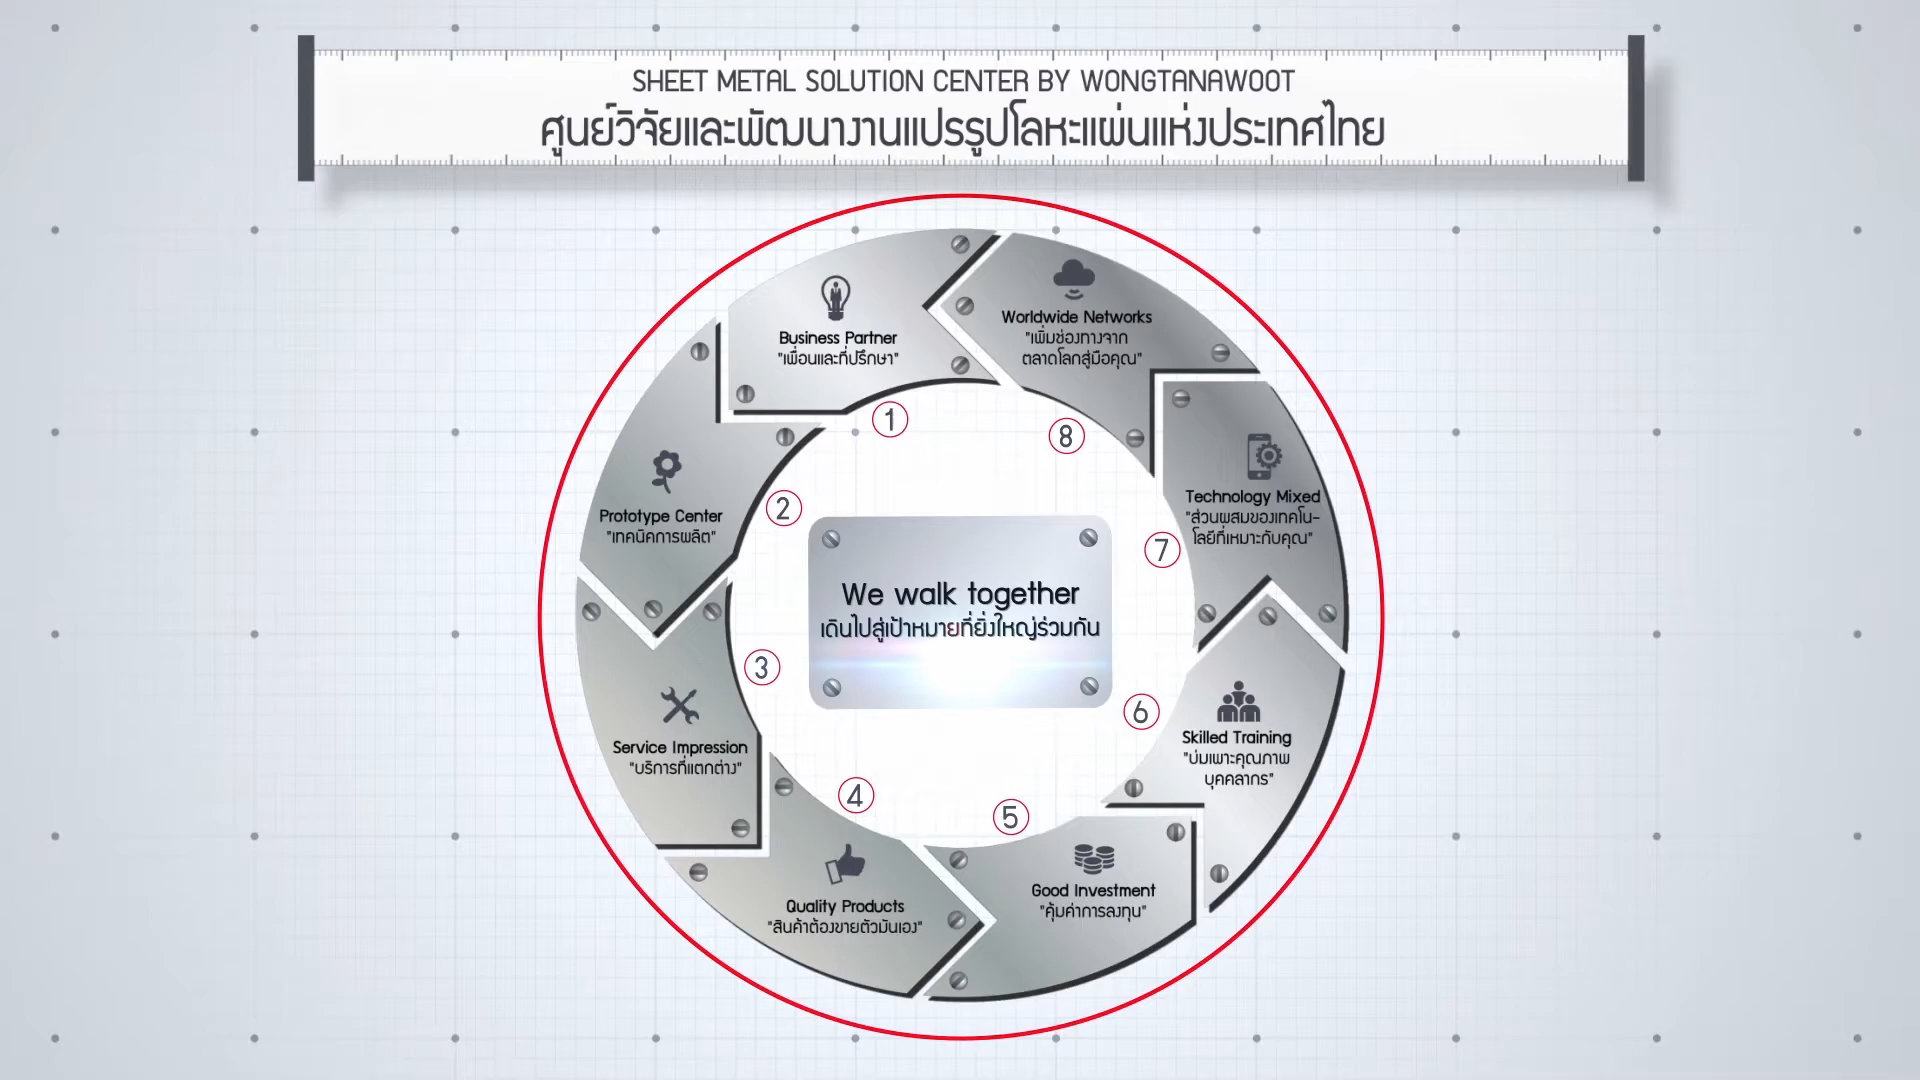 SHEET METAL SOLUTION CENTER BY WONGTANAWOOT
ศูนย์วิจัยและพัฒนางานแปรรูปโลหะแผ่นแห่งประเทศไทย
Business Partner
"เพื่อนและที่ปรึกษา"
1
Prototype Center
"เทคนิคการผลิต"
2
Service Impression
"บริการที่แตกต่าง"
3
Quality Products
"สินค้าต้องขายตัวมันเอง"
4
Good Investment
"คุ้มค่าการลงทุน"
5
Skilled Training
"บ่มเพาะคุณภาพ
บุคคลากร"
6
Technology Mixed
"ส่วนผสมของเทคโน-
โลยีที่เหมาะกับคุณ"
7
Worldwide Networks
"เพิ่มช่องทางจาก
ตลาดโลกสู่มือคุณ"
8
We walk together
เดินไปสู่เป้าหมายที่ยิ่งใหญ่ร่วมกัน